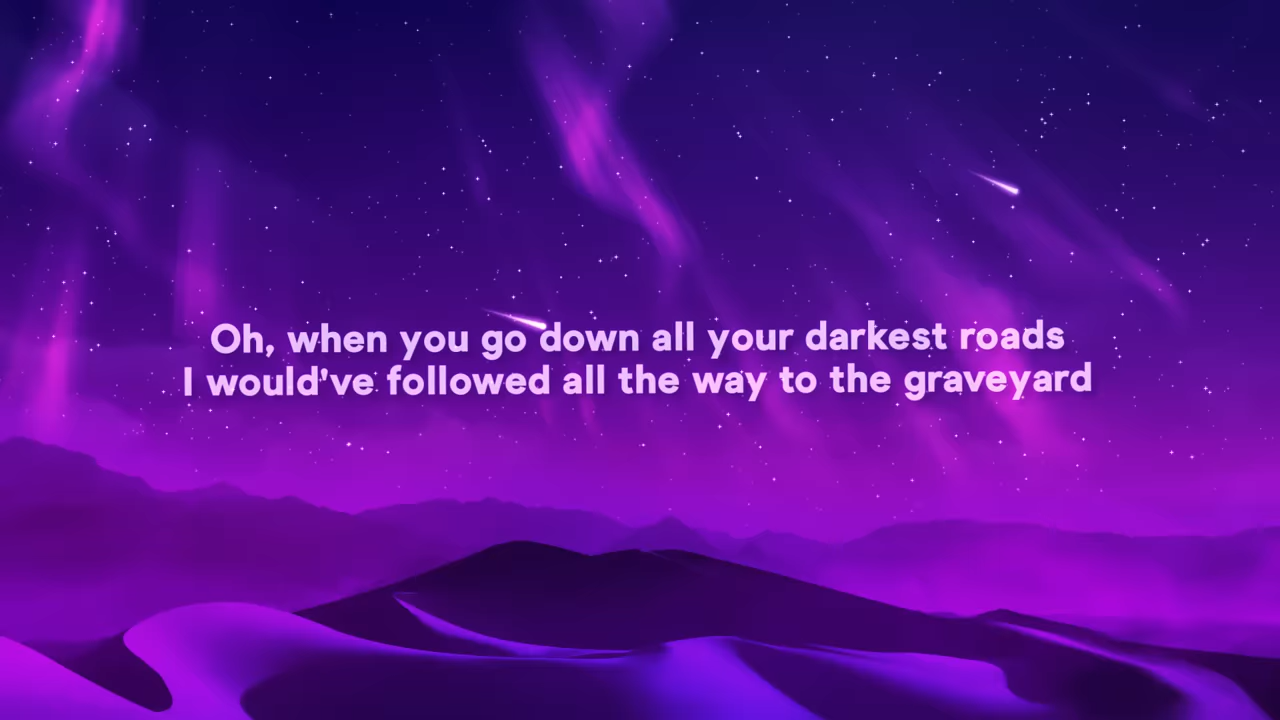 Oh, when you go down all your darkest roads
I would've followed all the way to the graveyard